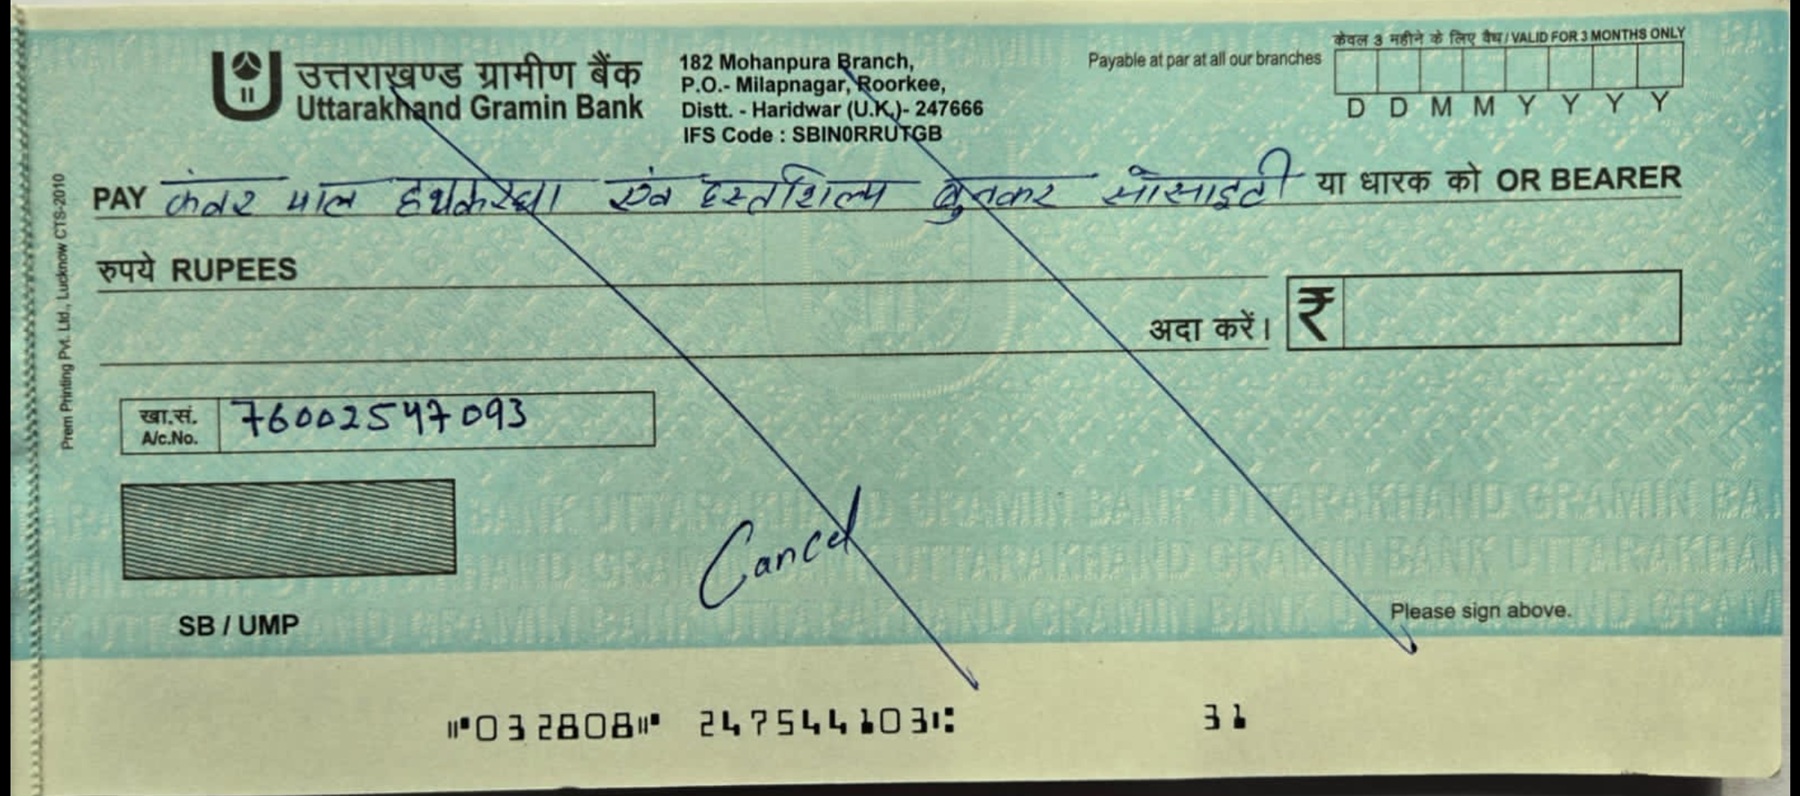 केवल 3 महीने के लिए वैध / VALID FOR 3 MONTHS ONLY
उत्तराखण्ड ग्रामीण बैंक
Uttarakhand Gramin Bank
182 Mohanpura Branch,
P.O.- Milapnagar, Roorkee,
Distt. - Haridwar (U.K.)- 247666
IFS Code : SBIN0RRUTGB
Payable at par at all our branches
D D M M Y Y Y Y
PAY कंवर पाल हथकरघा एंव हस्तशिल्प बुनकर सोसाइटी या धारक को OR BEARER
रुपये RUPEES
अदा करें। ₹
खा.सं. A/c.No. 76002547093
Cancel
SB / UMP
Please sign above.
Prem Printing Pvt. Ltd., Lucknow CTS-2010
⑈032808⑈ 247544103⑆ 31
UTTARAKHAND GRAMIN BANK